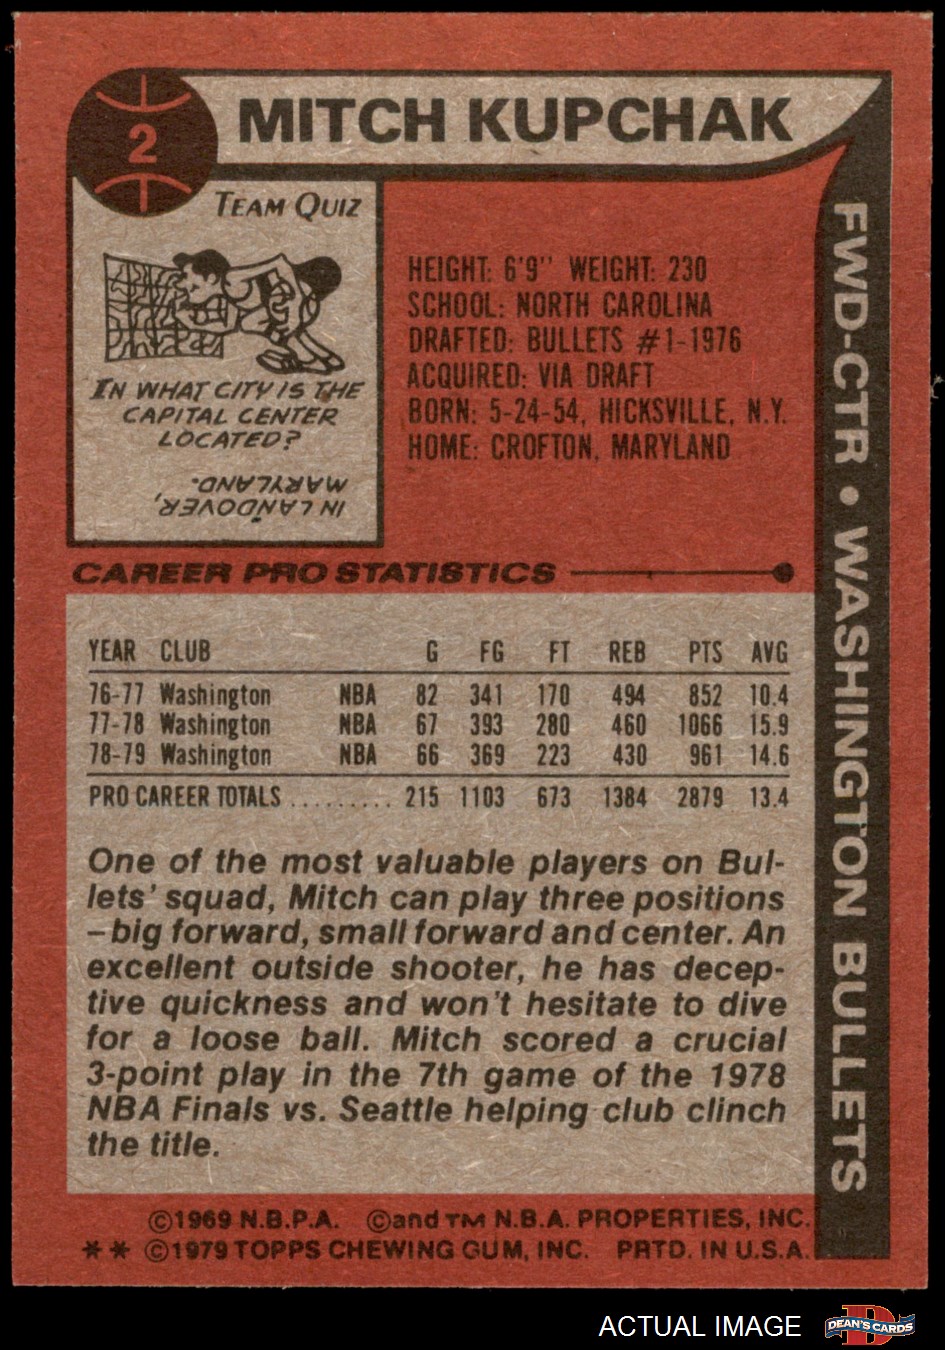 2
MITCH KUPCHAK
TEAM QUIZ
IN WHAT CITY IS THE
CAPITAL CENTER
LOCATED?
IN LANDOVER,
MARYLAND.
HEIGHT: 6'9" WEIGHT: 230
SCHOOL: NORTH CAROLINA
DRAFTED: BULLETS #1-1976
ACQUIRED: VIA DRAFT
BORN: 5-24-54, HICKSVILLE, N.Y.
HOME: CROFTON, MARYLAND
FWD-CTR • WASHINGTON BULLETS
CAREER PRO STATISTICS
YEAR CLUB G FG FT REB PTS AVG
76-77 Washington NBA 82 341 170 494 852 10.4
77-78 Washington NBA 67 393 280 460 1066 15.9
78-79 Washington NBA 66 369 223 430 961 14.6
PRO CAREER TOTALS ......... 215 1103 673 1384 2879 13.4
One of the most valuable players on Bul-
lets' squad, Mitch can play three positions
–big forward, small forward and center. An
excellent outside shooter, he has decep-
tive quickness and won't hesitate to dive
for a loose ball. Mitch scored a crucial
3-point play in the 7th game of the 1978
NBA Finals vs. Seattle helping club clinch
the title.
©1969 N.B.P.A. ©and TM N.B.A. PROPERTIES, INC.
** ©1979 TOPPS CHEWING GUM, INC. PRTD. IN U.S.A.
ACTUAL IMAGE
D
DEAN'S CARDS